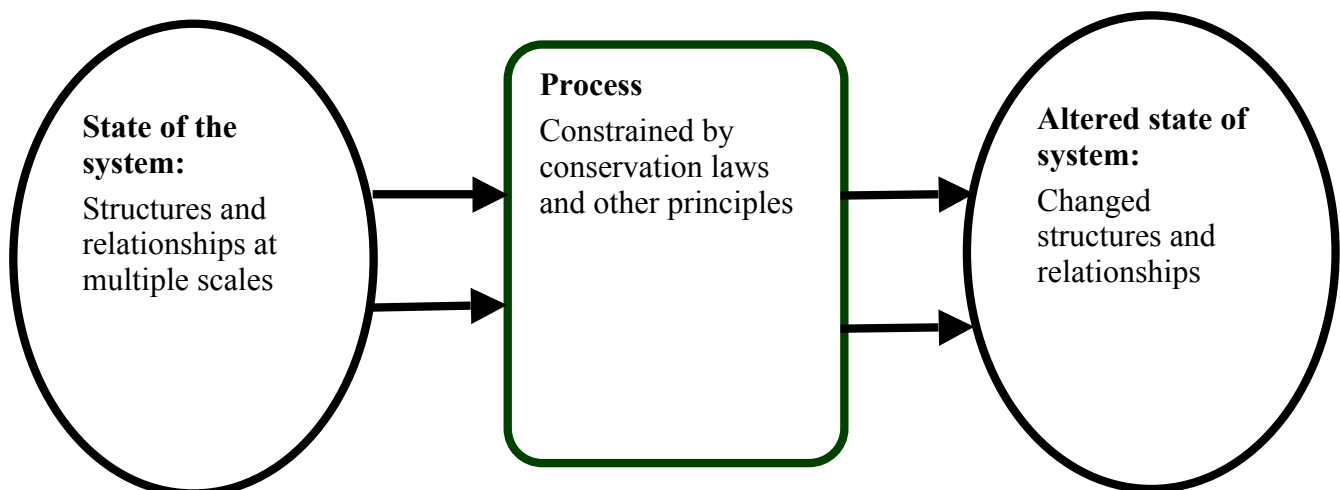 State of the
system:
Structures and
relationships at
multiple scales
Process
Constrained by
conservation laws
and other principles
Altered state of
system:
Changed
structures and
relationships